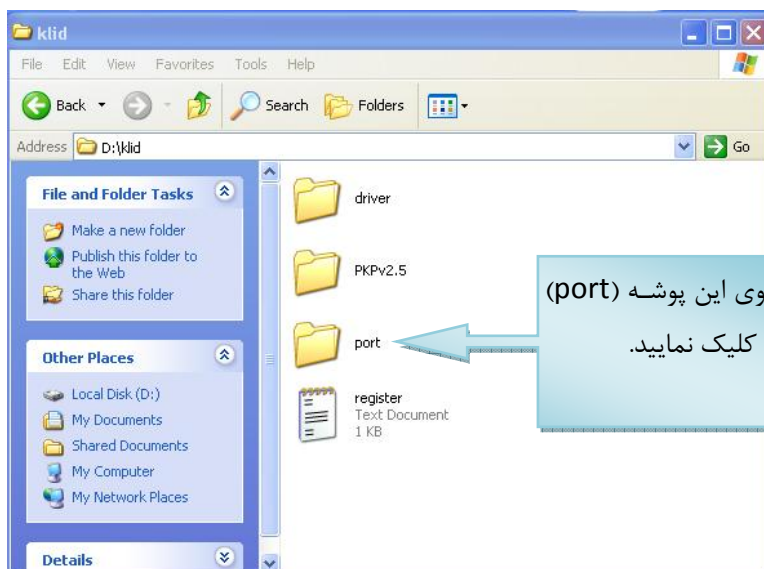 klid
File Edit View Favorites Tools Help
Back Search Folders
Address D:\klid Go
File and Folder Tasks
Make a new folder
Publish this folder to
the Web
Share this folder
Other Places
Local Disk (D:)
My Documents
Shared Documents
My Computer
My Network Places
Details
driver
PKPv2.5
port
register
Text Document
1 KB
این پوشـه (port)
کلیک نمایید.